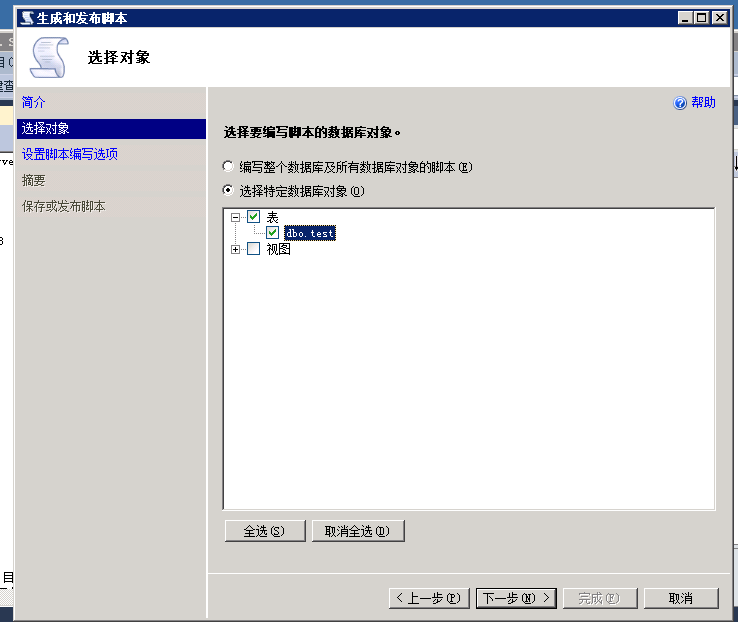 生成和发布脚本
选择对象
简介
选择对象
设置脚本编写选项
摘要
保存或发布脚本
帮助
选择要编写脚本的数据库对象。
编写整个数据库及所有数据库对象的脚本(E)
选择特定数据库对象(O)
表
dbo.test
视图
全选(S)
取消全选(D)
< 上一步(P)
下一步(N) >
完成(F)
取消